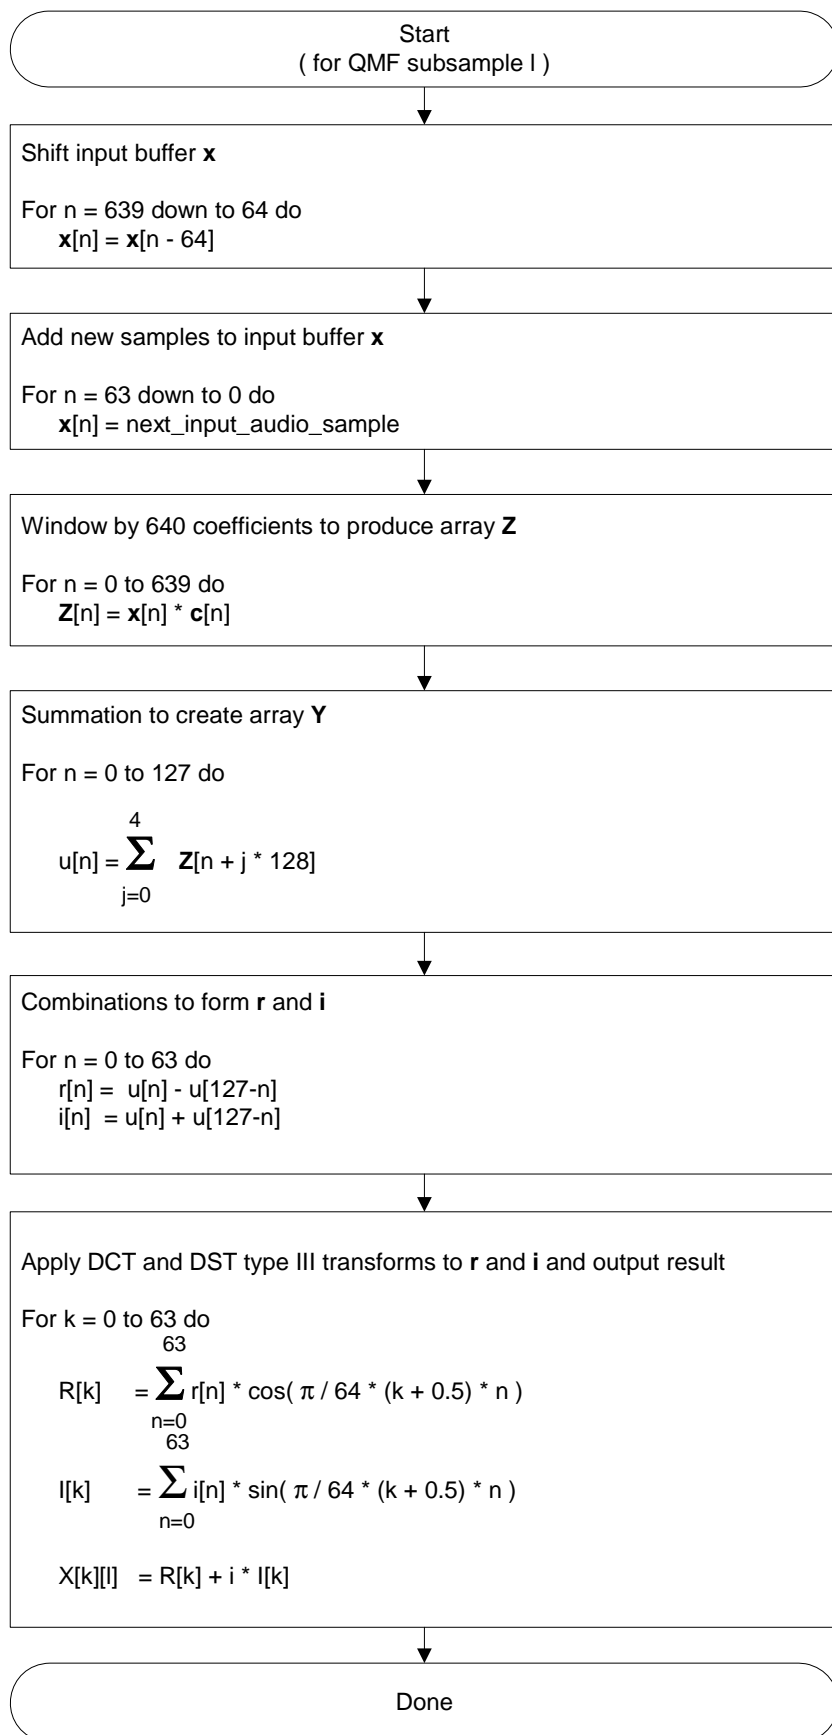 Start
( for QMF subsample l )
Shift input buffer x
For n = 639 down to 64 do
x[n] = x[n - 64]
Add new samples to input buffer x
For n = 63 down to 0 do
x[n] = next_input_audio_sample
Window by 640 coefficients to produce array Z
For n = 0 to 639 do
Z[n] = x[n] * c[n]
Summation to create array Y
For n = 0 to 127 do
4
u[n] = Σ Z[n + j * 128]
j=0
Combinations to form r and i
For n = 0 to 63 do
r[n] = u[n] - u[127-n]
i[n] = u[n] + u[127-n]
Apply DCT and DST type III transforms to r and i and output result
For k = 0 to 63 do
63
R[k] = Σ r[n] * cos( π / 64 * (k + 0.5) * n )
n=0
63
I[k] = Σ i[n] * sin( π / 64 * (k + 0.5) * n )
n=0
X[k][l] = R[k] + i * I[k]
Done